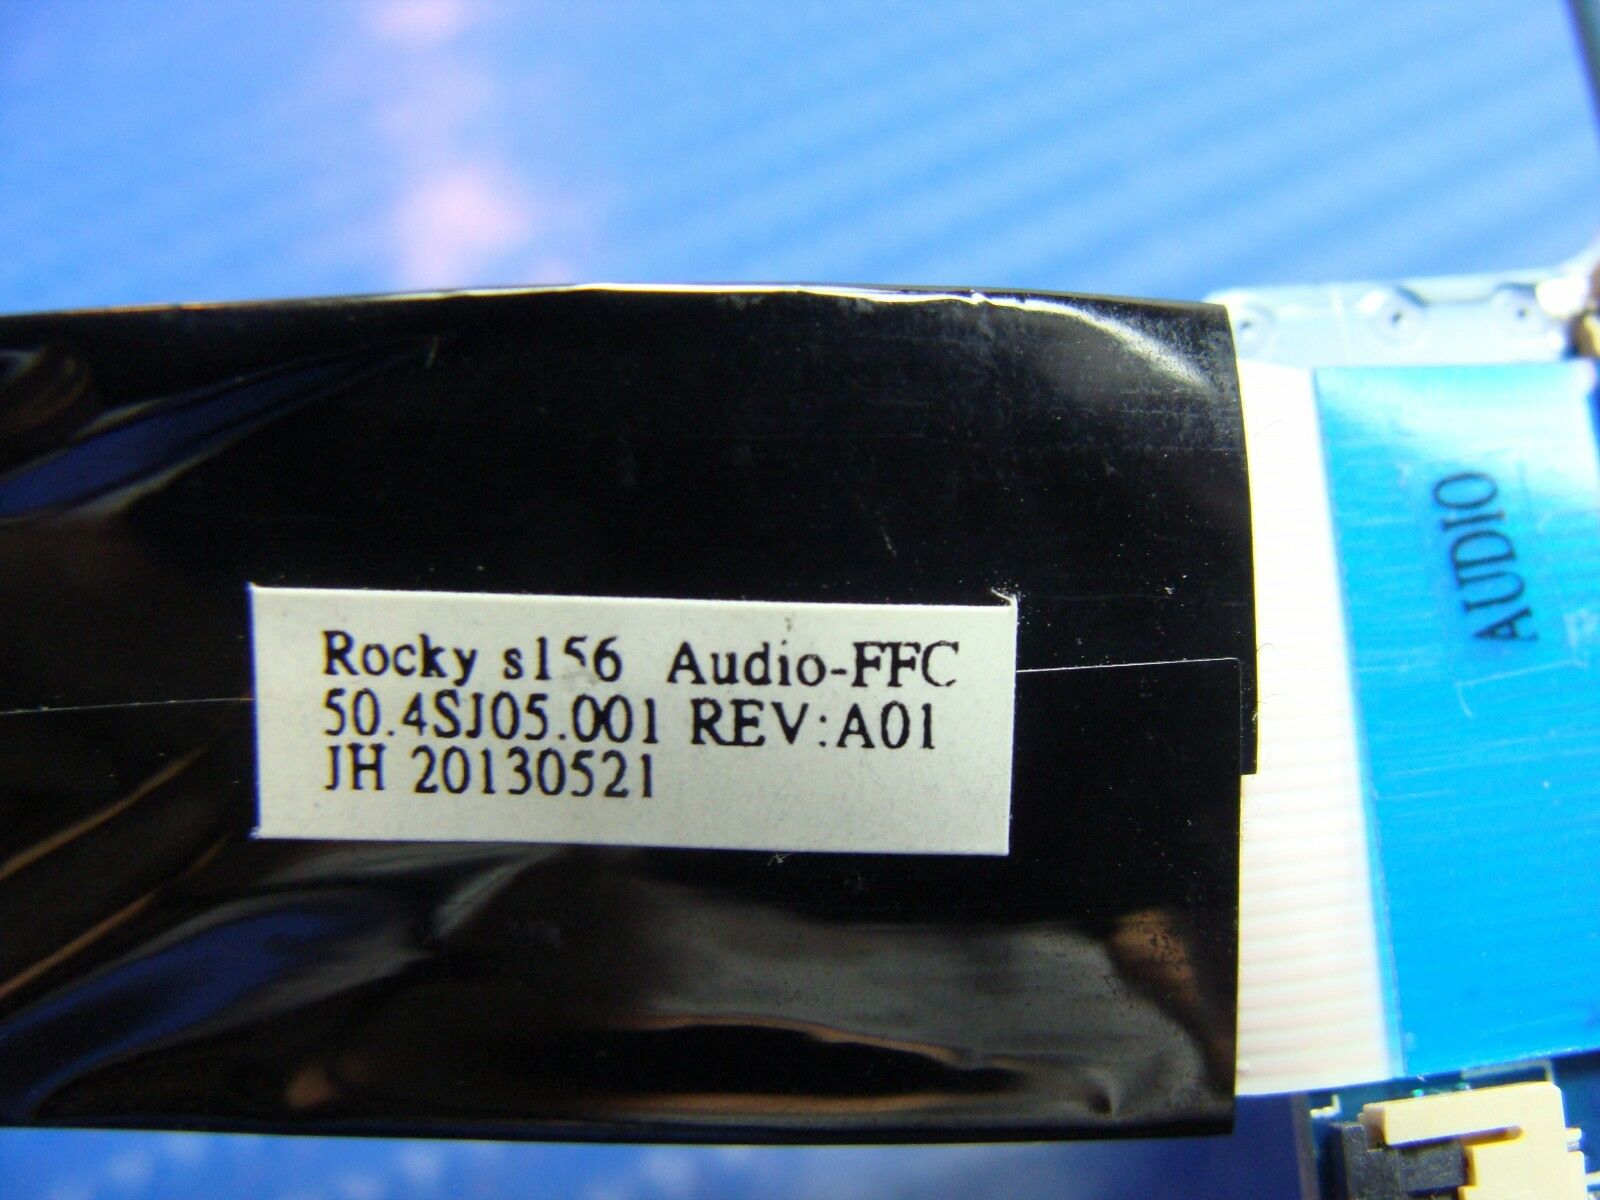 Rocky s156 Audio-FFC
50.4SJ05.001 REV:A01
JH 20130521
AUDIO